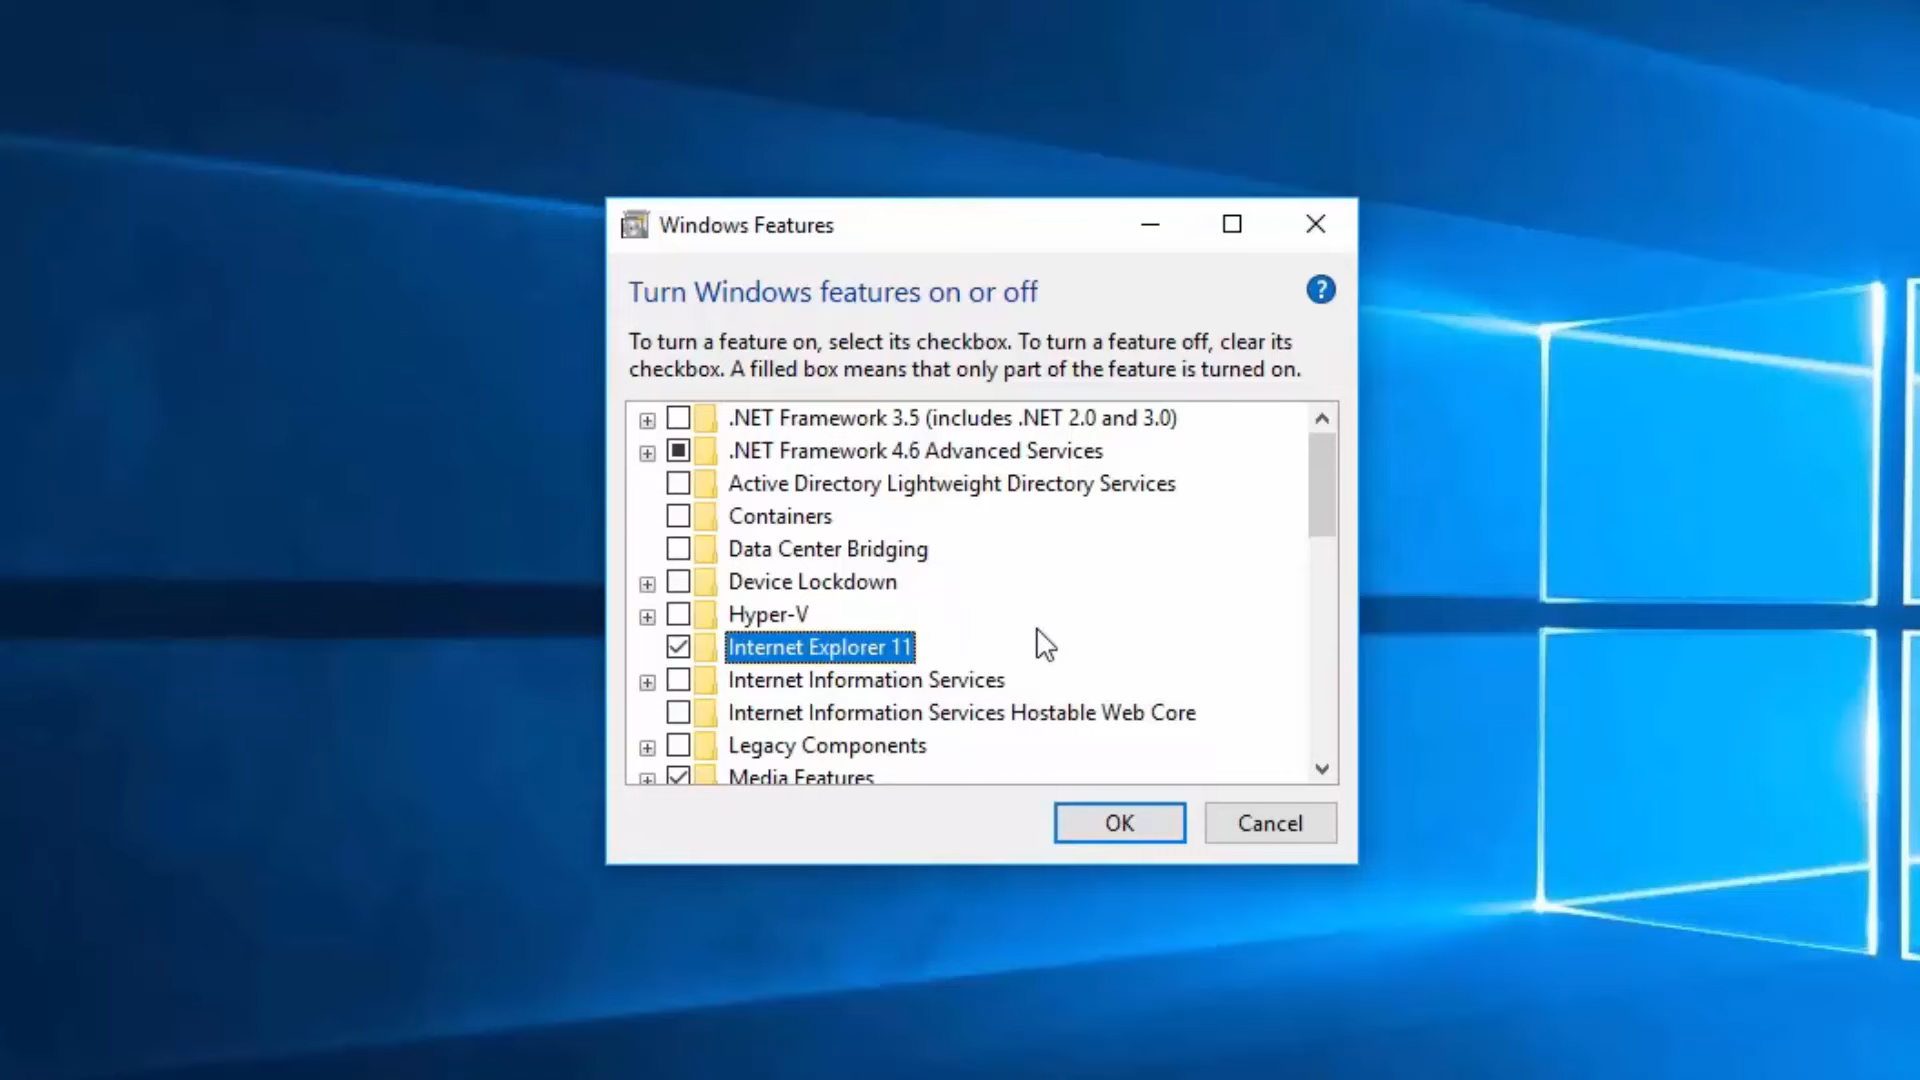 Windows Features
Turn Windows features on or off
?
To turn a feature on, select its checkbox. To turn a feature off, clear its
checkbox. A filled box means that only part of the feature is turned on.
.NET Framework 3.5 (includes .NET 2.0 and 3.0)
.NET Framework 4.6 Advanced Services
Active Directory Lightweight Directory Services
Containers
Data Center Bridging
Device Lockdown
Hyper-V
Internet Explorer 11
Internet Information Services
Internet Information Services Hostable Web Core
Legacy Components
Media Features
OK
Cancel